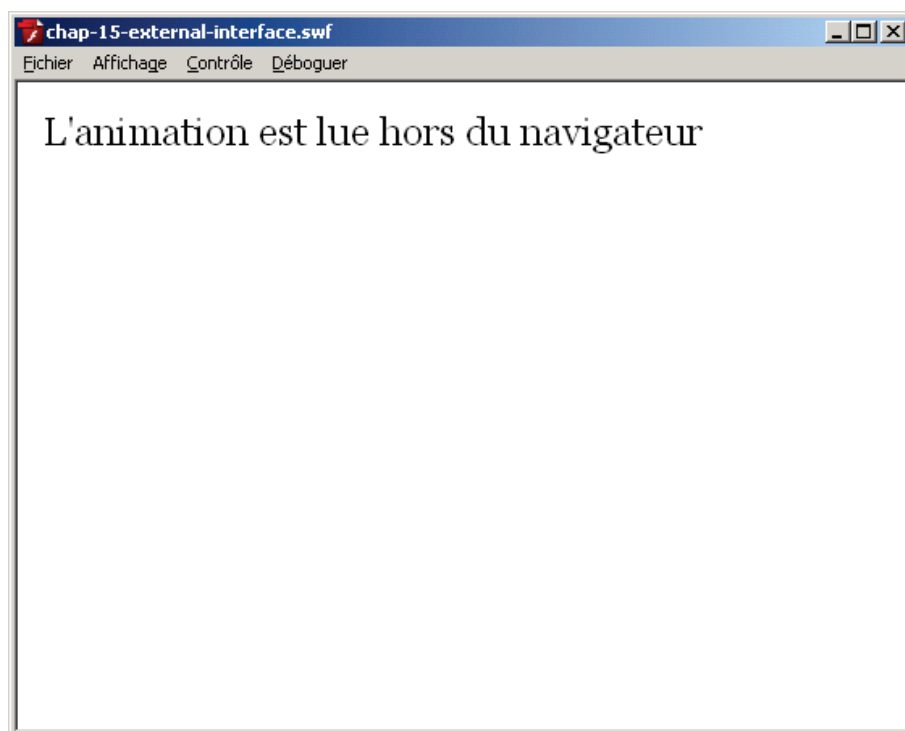 chap-15-external-interface.swf
Fichier Affichage Contrôle Déboguer
L'animation est lue hors du navigateur